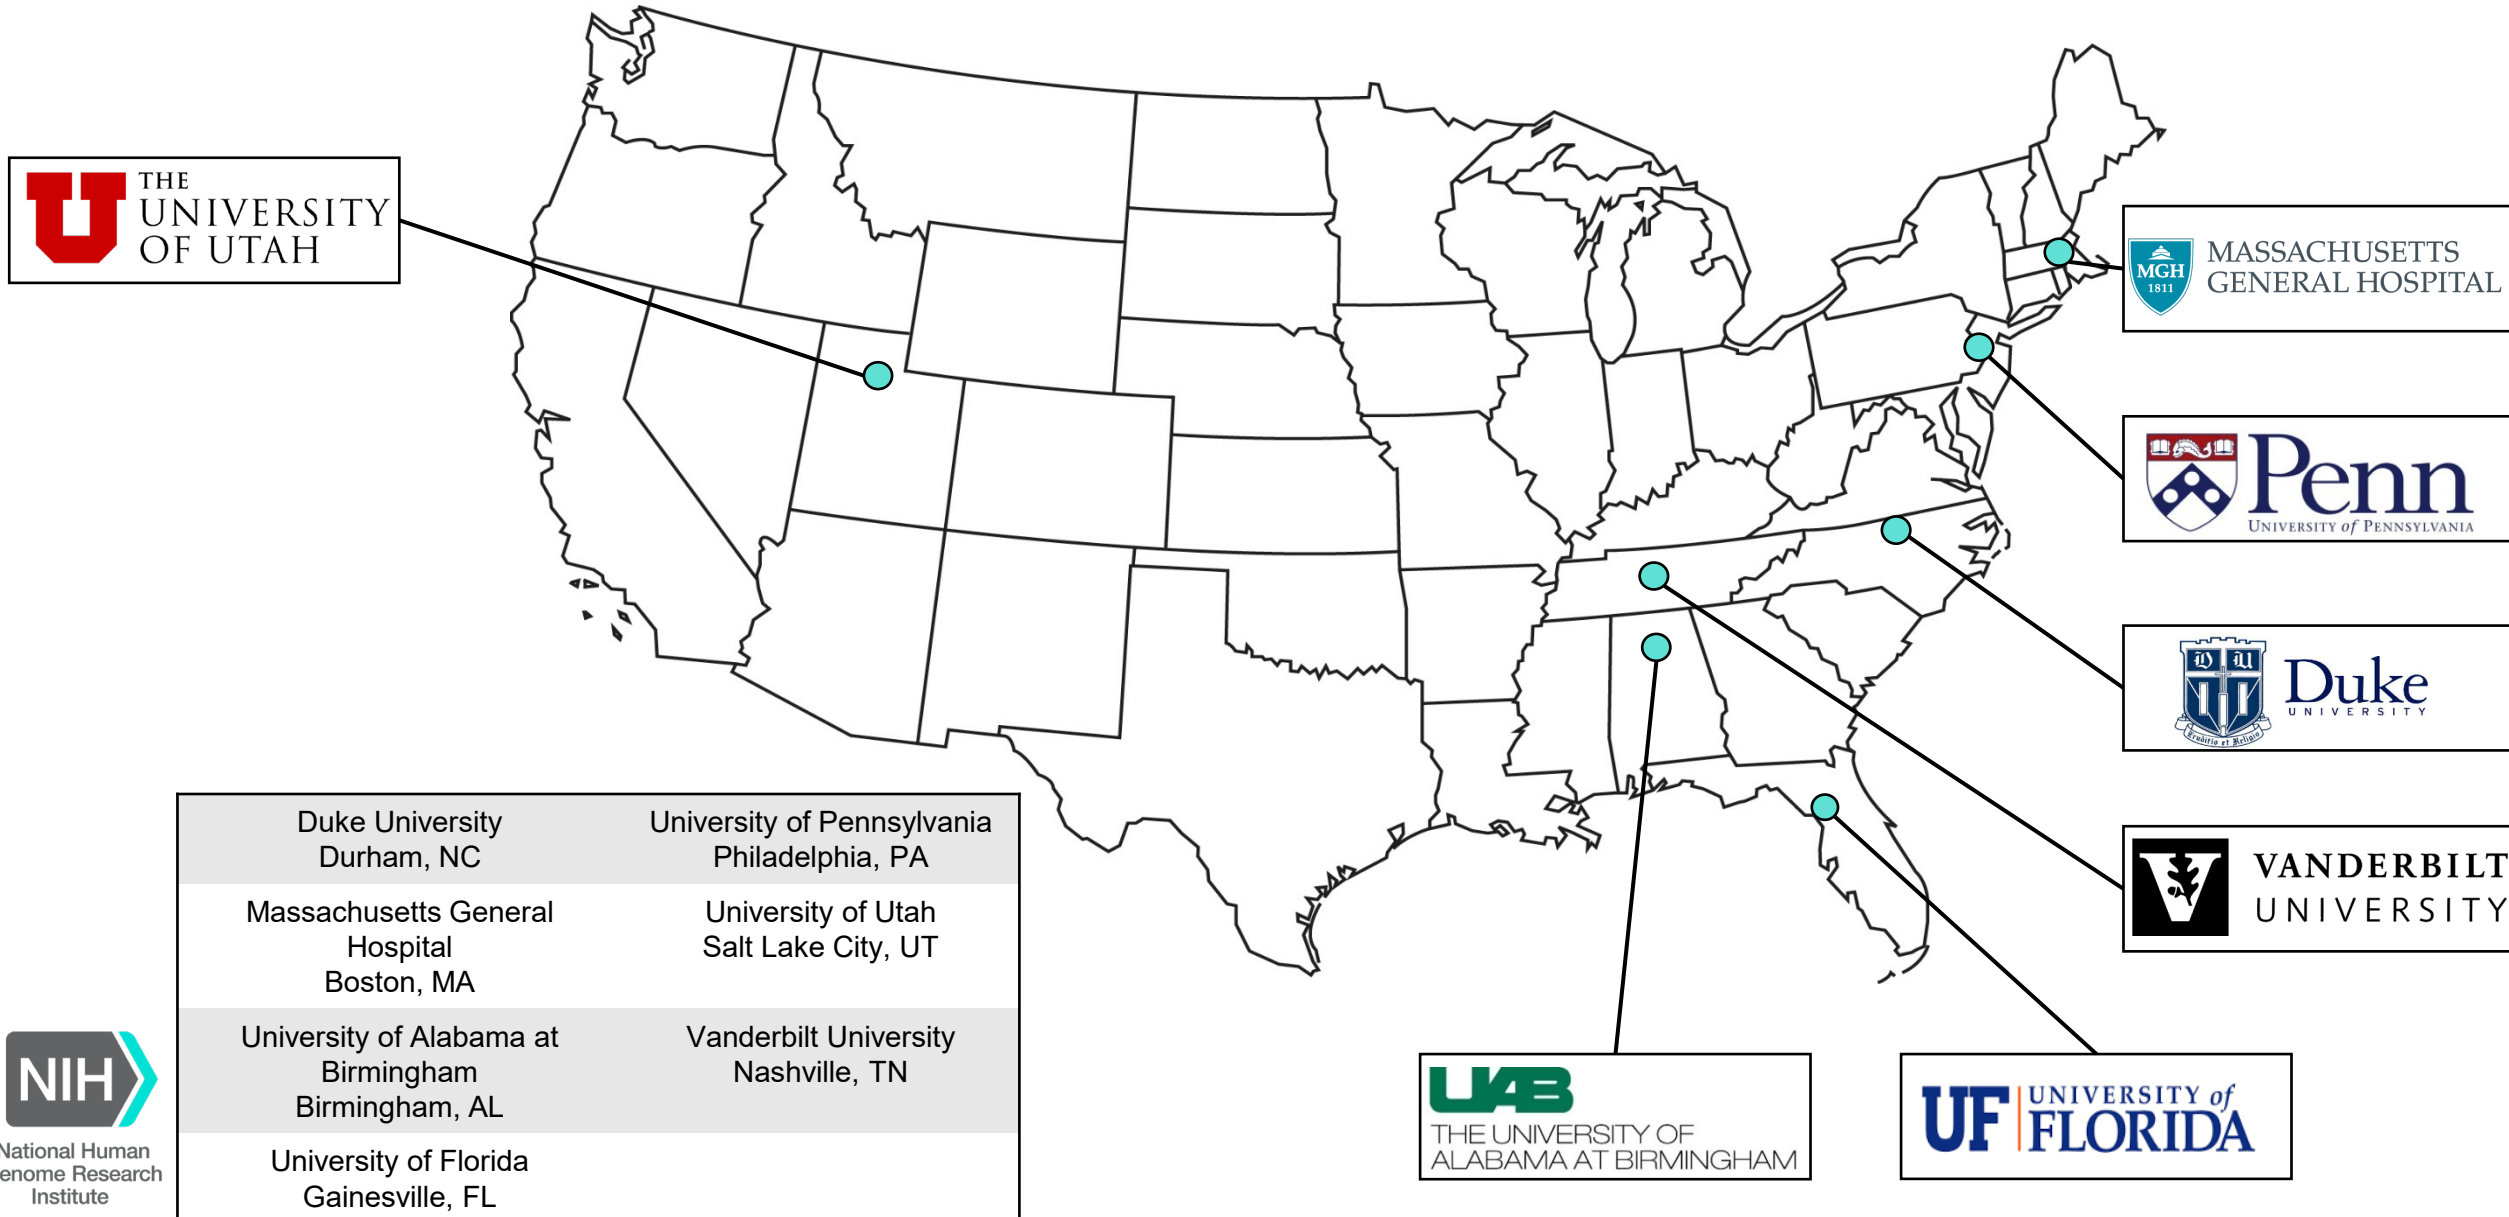 THE
UNIVERSITY
OF UTAH
MGH
1811
MASSACHUSETTS
GENERAL HOSPITAL
Penn
UNIVERSITY of PENNSYLVANIA
D U
Eruditio et Religio
Duke
UNIVERSITY
V
VANDERBILT
UNIVERSITY
UAB
THE UNIVERSITY OF
ALABAMA AT BIRMINGHAM
UF
UNIVERSITY of
FLORIDA
Duke University
Durham, NC
University of Pennsylvania
Philadelphia, PA
Massachusetts General
Hospital
Boston, MA
University of Utah
Salt Lake City, UT
University of Alabama at
Birmingham
Birmingham, AL
Vanderbilt University
Nashville, TN
University of Florida
Gainesville, FL
NIH
National Human
enome Research
Institute